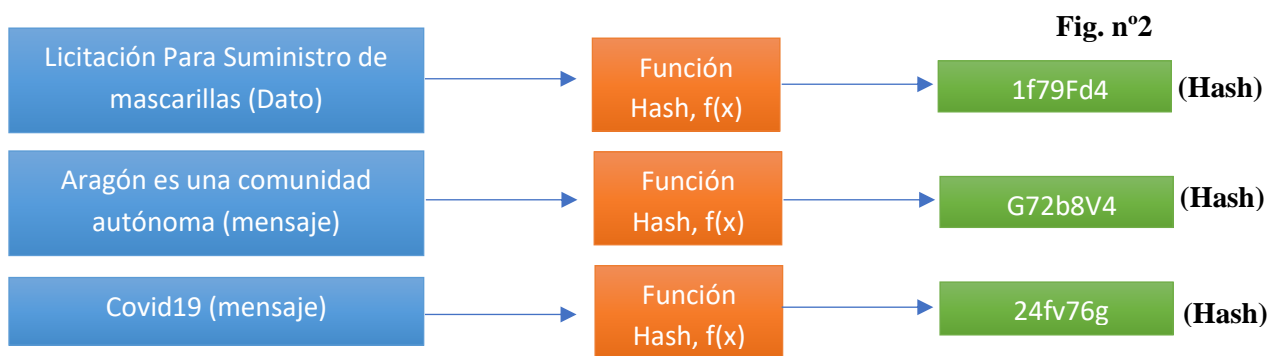 Fig. nº2
Licitación Para Suministro de
mascarillas (Dato)
Función
Hash, f(x)
1f79Fd4
(Hash)
Aragón es una comunidad
autónoma (mensaje)
Función
Hash, f(x)
G72b8V4
(Hash)
Covid19 (mensaje)
Función
Hash, f(x)
24fv76g
(Hash)